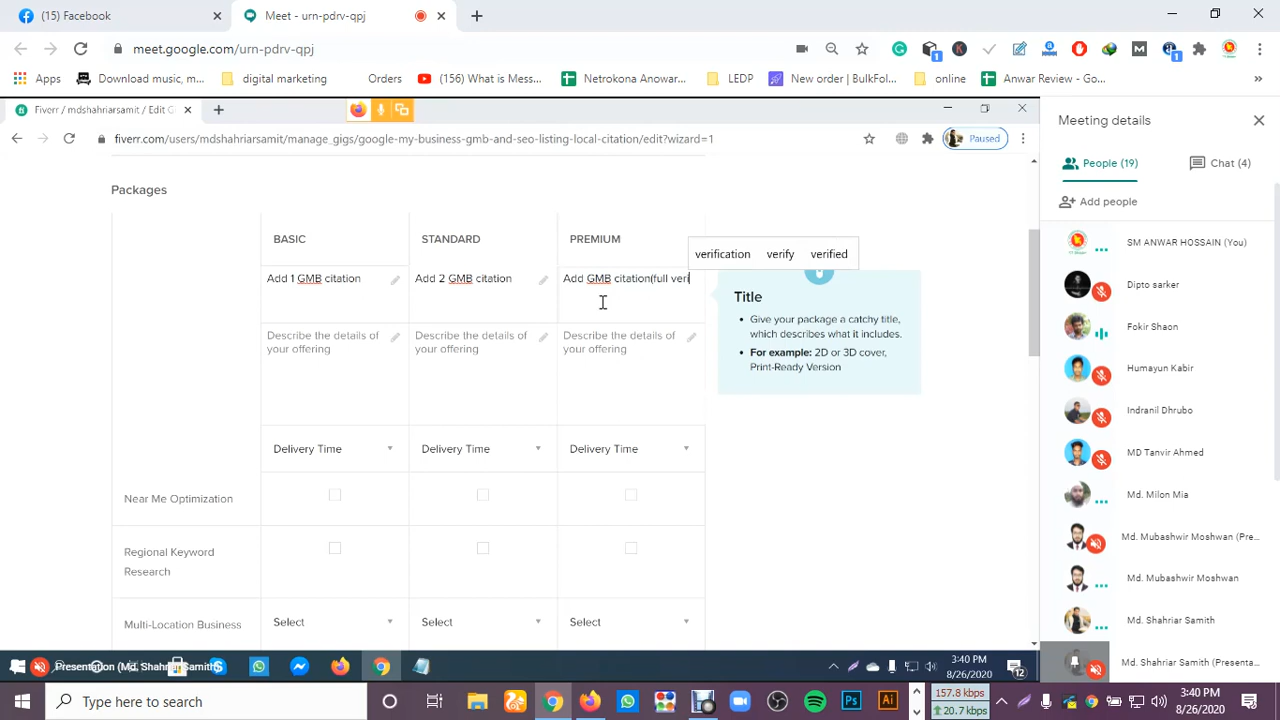 (15) Facebook
Meet - urn-pdrv-qpj
meet.google.com/urn-pdrv-qpj
Apps
Download music, m...
digital marketing
Orders
(156) What is Mess...
Netrokona Anowar...
LEDP
New order | BulkFol...
online
Anwar Review - Go...
»
Fiverr / mdshahriarsamit / Edit G
fiverr.com/users/mdshahriarsamit/manage_gigs/google-my-business-gmb-and-seo-listing-local-citation/edit?wizard=1
Paused
Packages
BASIC
STANDARD
PREMIUM
verification verify verified
Add 1 GMB citation
Add 2 GMB citation
Add GMB citation(full veri
Title
Give your package a catchy title,
which describes what it includes.
For example: 2D or 3D cover,
Print-Ready Version
Describe the details of
your offering
Describe the details of
your offering
Describe the details of
your offering
Delivery Time
Delivery Time
Delivery Time
Near Me Optimization
Regional Keyword
Research
Multi-Location Business
Select
Select
Select
Presentation (Md. Shahriar Samith)
3:40 PM
8/26/2020
12
Meeting details
People (19)
Chat (4)
Add people
SM ANWAR HOSSAIN (You)
Dipto sarker
Fokir Shaon
Humayun Kabir
Indranil Dhrubo
MD Tanvir Ahmed
Md. Milon Mia
Md. Mubashwir Moshwan (Pre...
Md. Mubashwir Moshwan
Md. Shahriar Samith
Md. Shahriar Samith (Presenta...
Type here to search
157.8 kbps
20.7 kbps
3:40 PM
8/26/2020